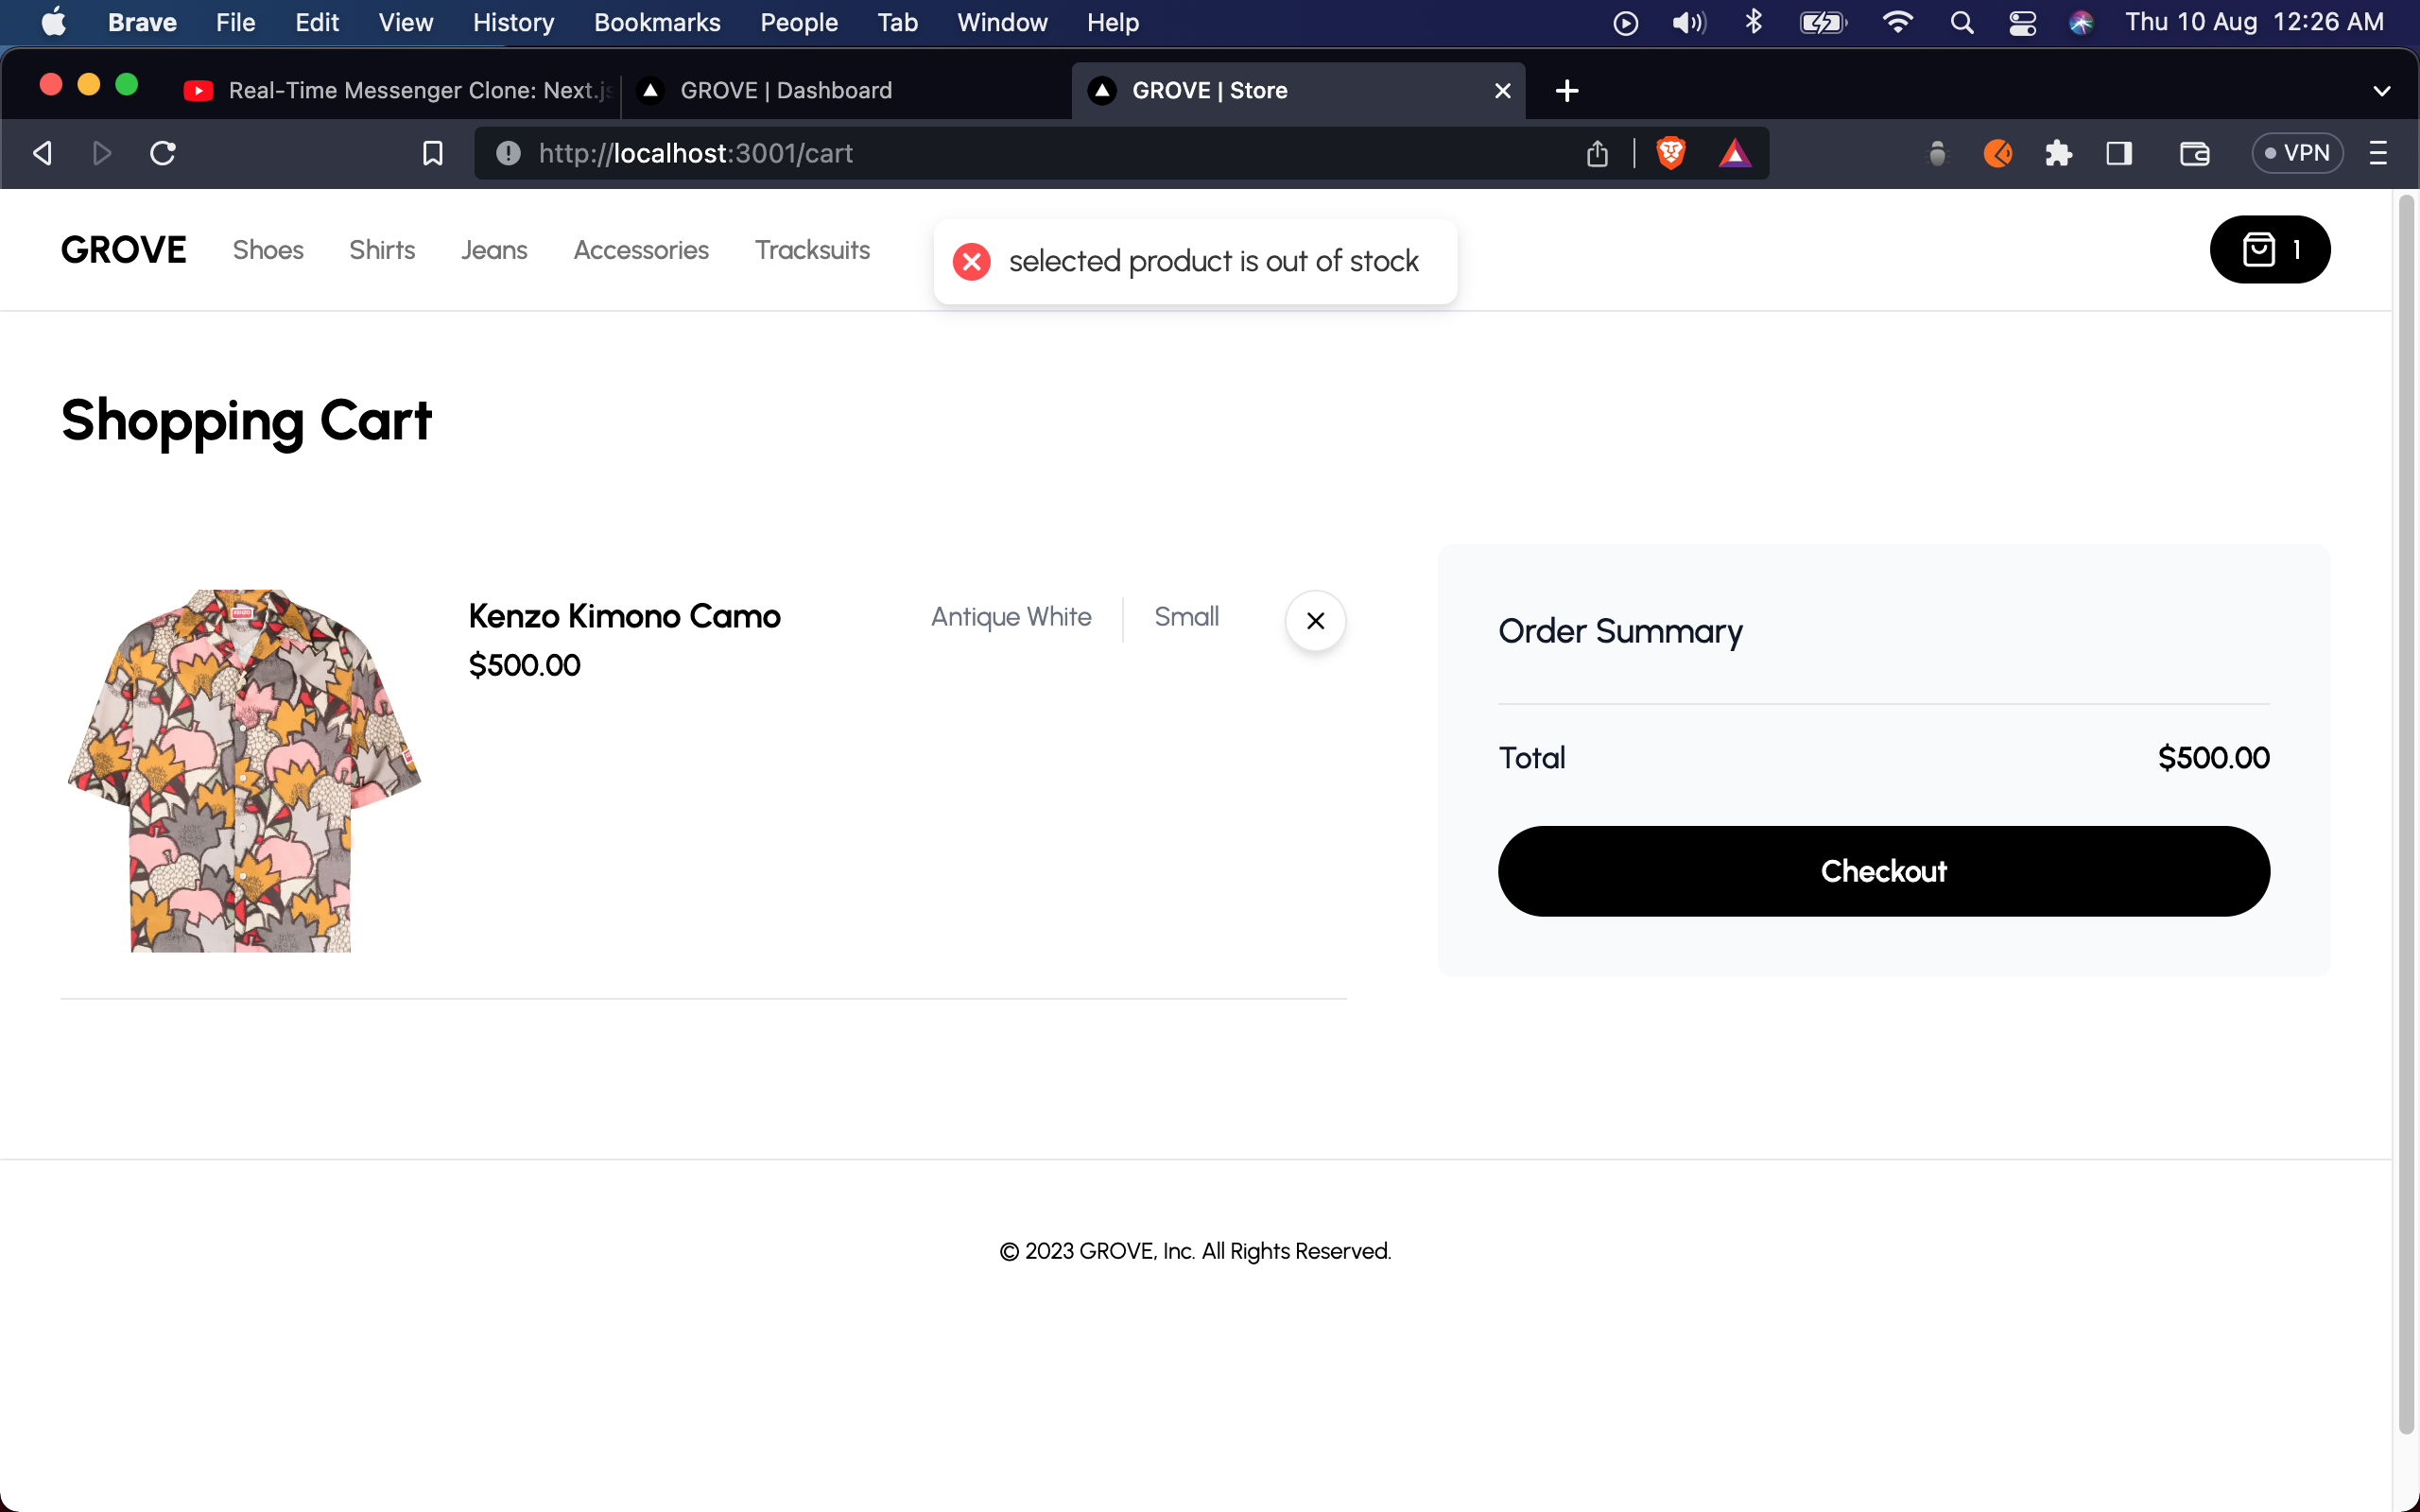 Brave File Edit View History Bookmarks People Tab Window Help Thu 10 Aug 12:26 AM
Real-Time Messenger Clone: Next.js GROVE | Dashboard GROVE | Store
http://localhost:3001/cart VPN
GROVE Shoes Shirts Jeans Accessories Tracksuits 1
selected product is out of stock
Shopping Cart
Kenzo Kimono Camo Antique White Small
$500.00
Order Summary
Total $500.00
Checkout
© 2023 GROVE, Inc. All Rights Reserved.